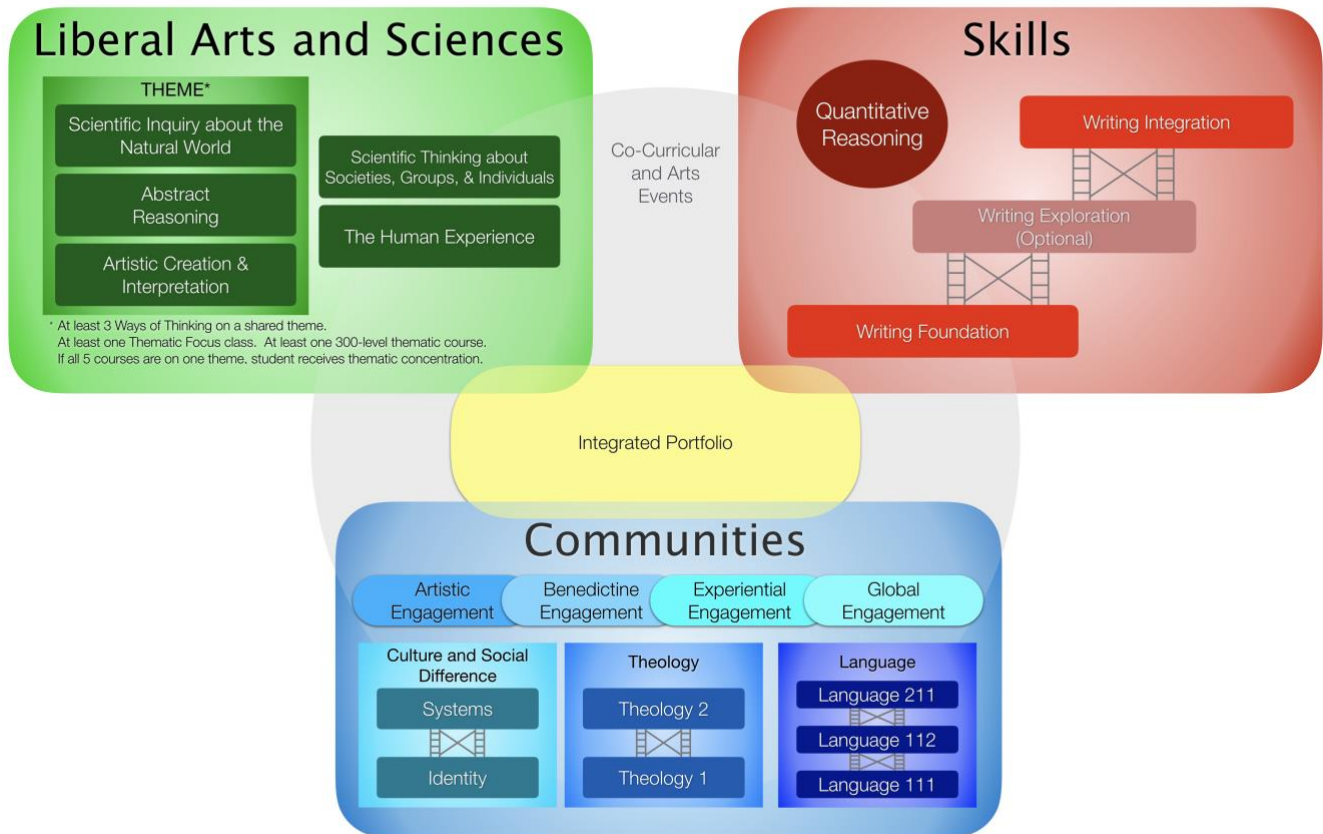 Liberal Arts and Sciences
THEME*
Scientific Inquiry about the
Natural World
Abstract
Reasoning
Artistic Creation &
Interpretation
Scientific Thinking about
Societies, Groups, & Individuals
The Human Experience
* At least 3 Ways of Thinking on a shared theme.
At least one Thematic Focus class. At least one 300-level thematic course.
If all 5 courses are on one theme, student receives thematic concentration.
Co-Curricular
and Arts
Events
Skills
Quantitative
Reasoning
Writing Integration
Writing Exploration
(Optional)
Writing Foundation
Integrated Portfolio
Communities
Artistic
Engagement
Benedictine
Engagement
Experiential
Engagement
Global
Engagement
Culture and Social
Difference
Systems
Identity
Theology
Theology 2
Theology 1
Language
Language 211
Language 112
Language 111